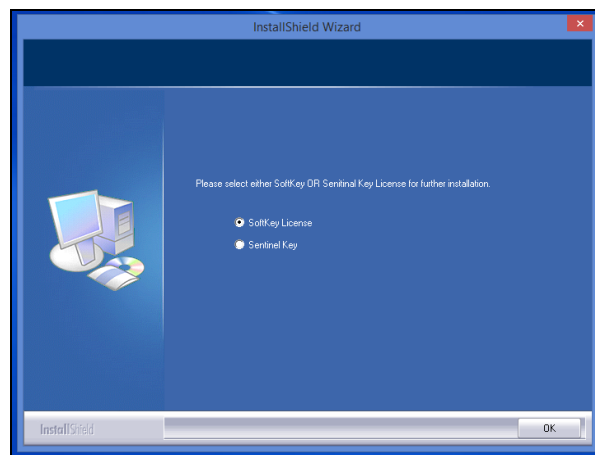 InstallShield Wizard
Please select either SoftKey OR Senitinal Key License for further installation.
SoftKey License
Sentinel Key
InstallShield
OK